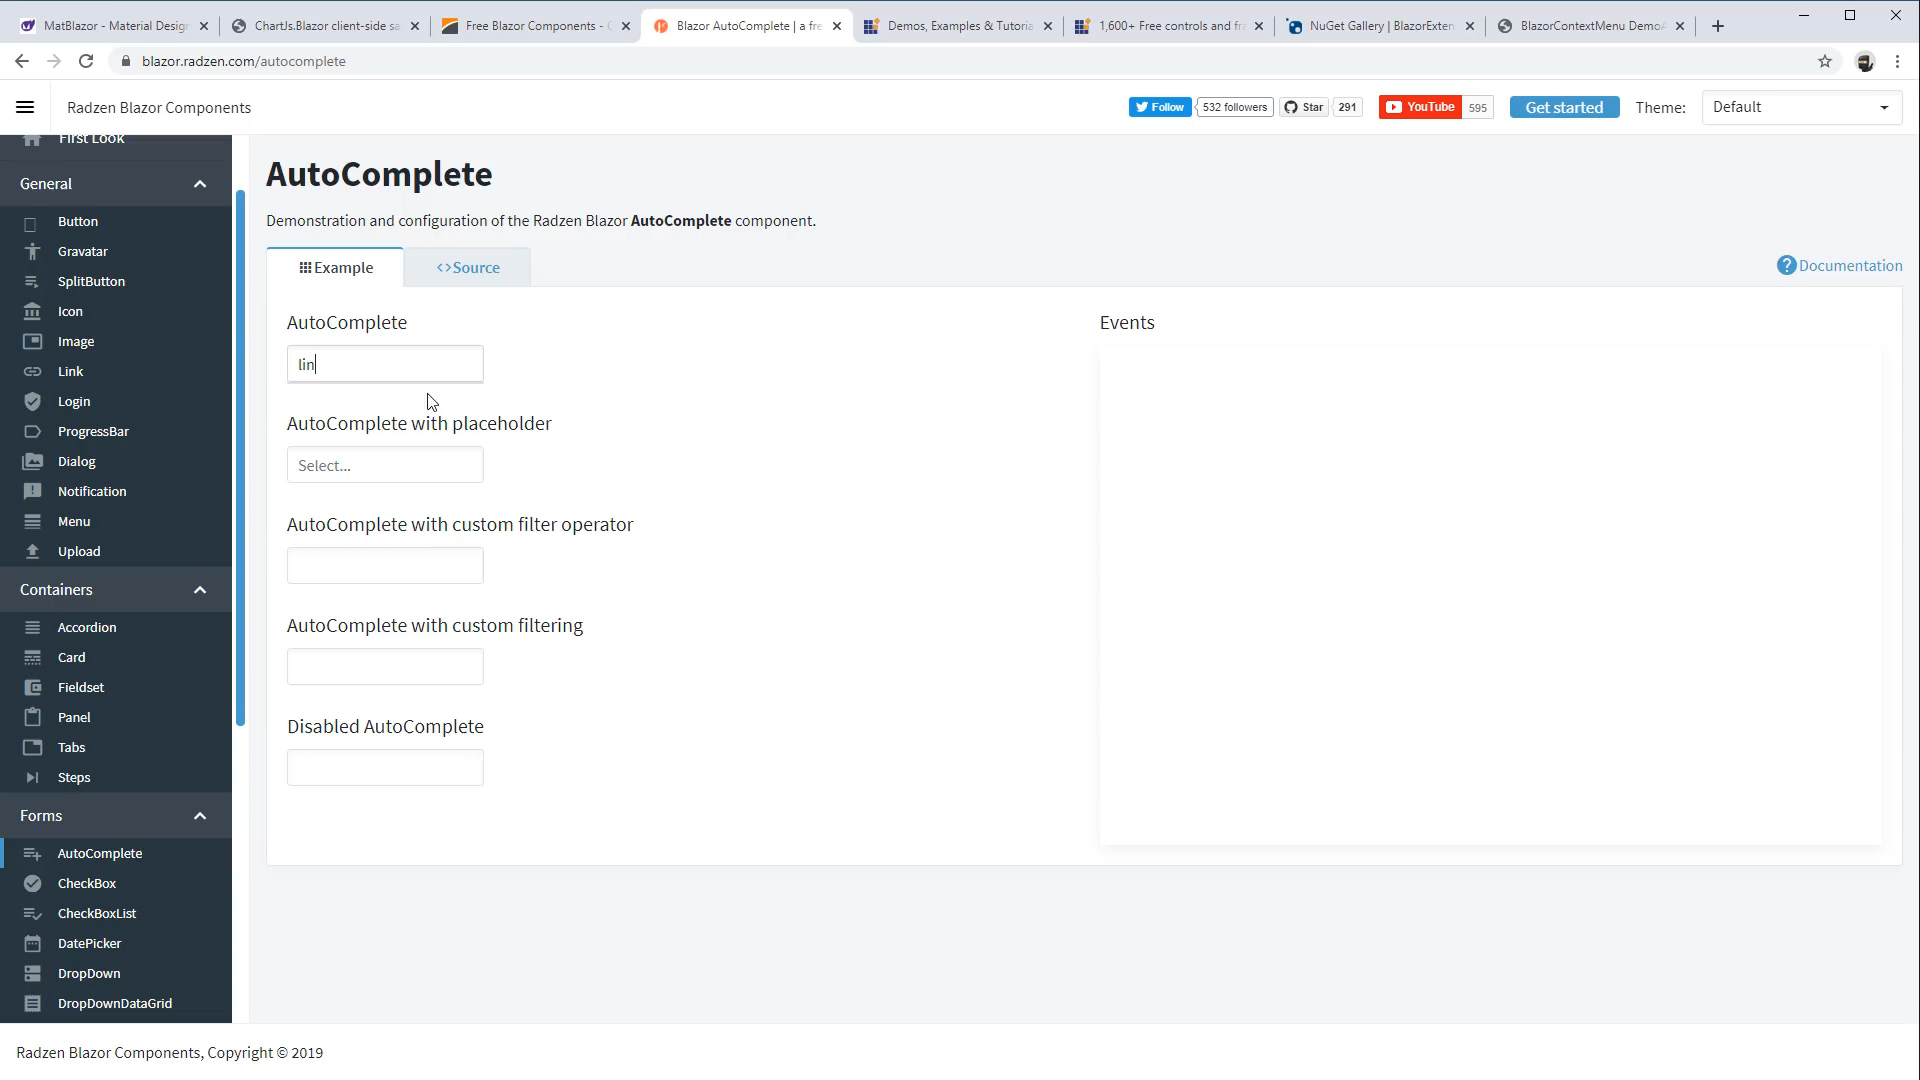 MatBlazor - Material Design
ChartJs.Blazor client-side sa
Free Blazor Components - 
Blazor AutoComplete | a fre
Demos, Examples & Tutoria
1,600+ Free controls and fra
NuGet Gallery | BlazorExten
BlazorContextMenu DemoA
blazor.radzen.com/autocomplete
Radzen Blazor Components
Follow
532 followers
Star
291
YouTube
595
Get started
Theme:
Default
First Look
General
Button
Gravatar
SplitButton
Icon
Image
Link
Login
ProgressBar
Dialog
Notification
Menu
Upload
Containers
Accordion
Card
Fieldset
Panel
Tabs
Steps
Forms
AutoComplete
CheckBox
CheckBoxList
DatePicker
DropDown
DropDownDataGrid
AutoComplete
Demonstration and configuration of the Radzen Blazor AutoComplete component.
Example
<>Source
Documentation
AutoComplete
lin
AutoComplete with placeholder
Select...
AutoComplete with custom filter operator
AutoComplete with custom filtering
Disabled AutoComplete
Events
Radzen Blazor Components, Copyright © 2019